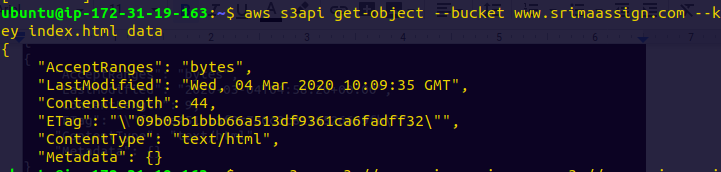 ubuntu@ip-172-31-19-163:~$ aws s3api get-object --bucket www.srimaassign.com --k
ey index.html data
{
"AcceptRanges": "bytes",
"LastModified": "Wed, 04 Mar 2020 10:09:35 GMT",
"ContentLength": 44,
"ETag": "\"09b05b1bbb66a513df9361ca6fadff32\"",
"ContentType": "text/html",
"Metadata": {}